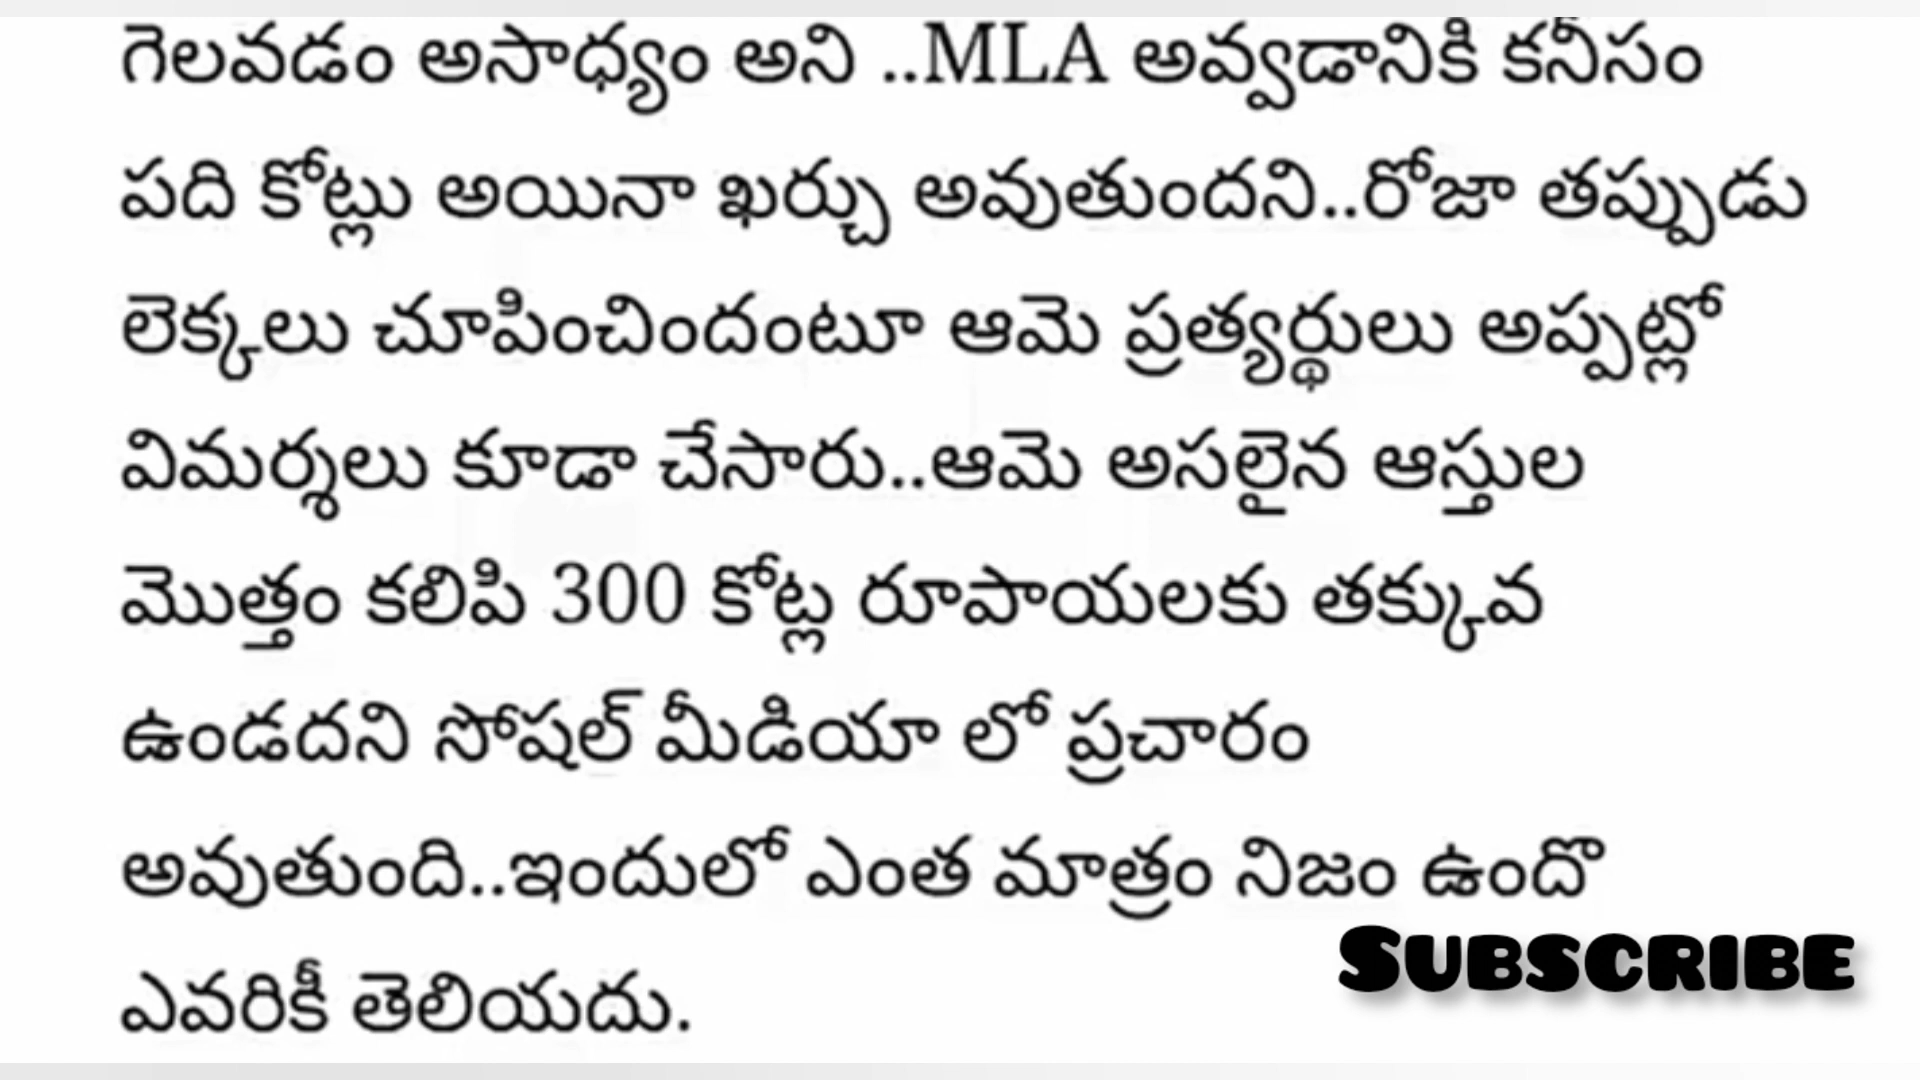 గెలవడం అసాధ్యం అని ..MLA అవ్వడానికి కనీసం
పది కోట్లు అయినా ఖర్చు అవుతుందని..రోజా తప్పుడు
లెక్కలు చూపించిందంటూ ఆమె ప్రత్యర్థులు అప్పట్లో
విమర్శలు కూడా చేసారు..ఆమె అసలైన ఆస్తుల
మొత్తం కలిపి 300 కోట్ల రూపాయలకు తక్కువ
ఉండదని సోషల్ మీడియా లో ప్రచారం
అవుతుంది..ఇందులో ఎంత మాత్రం నిజం ఉందొ
ఎవరికీ తెలియదు.
SUBSCRIBE